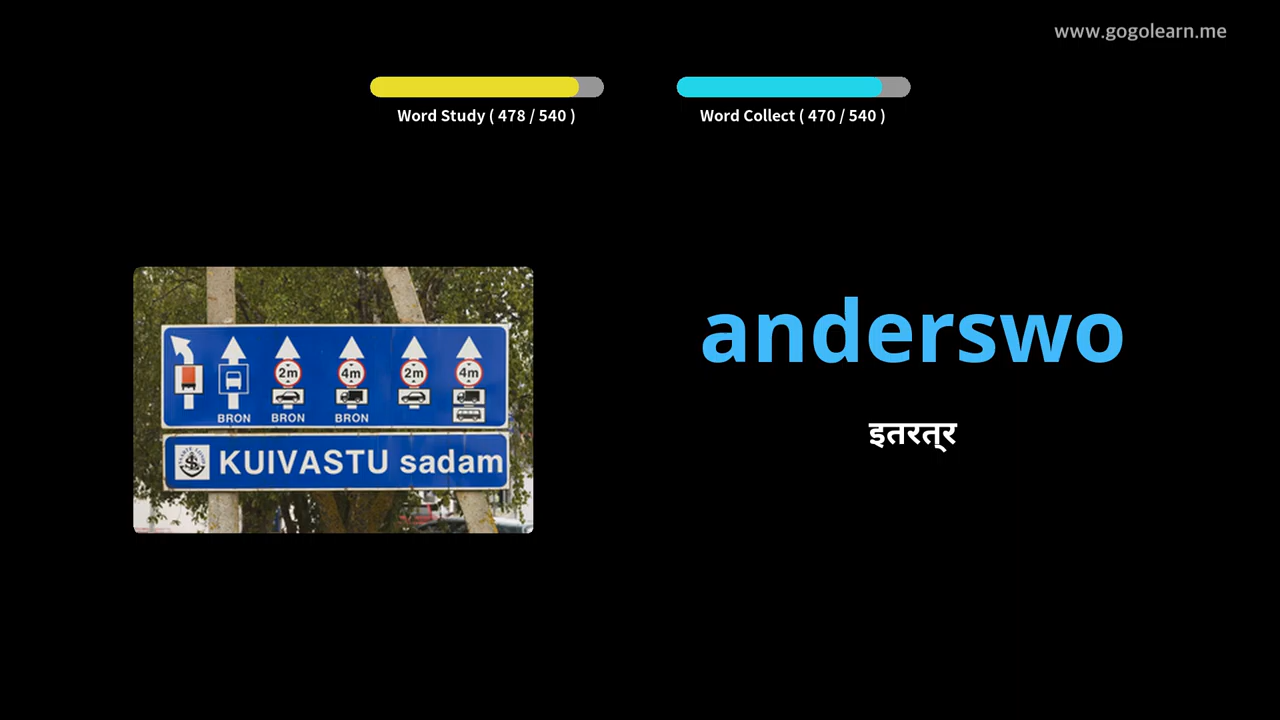 www.gogolearn.me
Word Study ( 478 / 540 )
Word Collect ( 470 / 540 )
anderswo
इतरत्र
2m 4m 2m 4m
BRON BRON BRON
KUIVASTU sadam